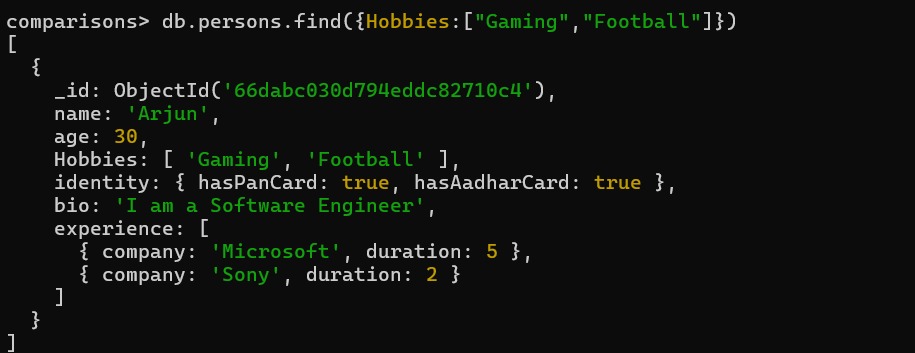 comparisons> db.persons.find({Hobbies:["Gaming","Football"]})
[
  {
    _id: ObjectId('66dabc030d794eddc82710c4'),
    name: 'Arjun',
    age: 30,
    Hobbies: [ 'Gaming', 'Football' ],
    identity: { hasPanCard: true, hasAadharCard: true },
    bio: 'I am a Software Engineer',
    experience: [
      { company: 'Microsoft', duration: 5 },
      { company: 'Sony', duration: 2 }
    ]
  }
]